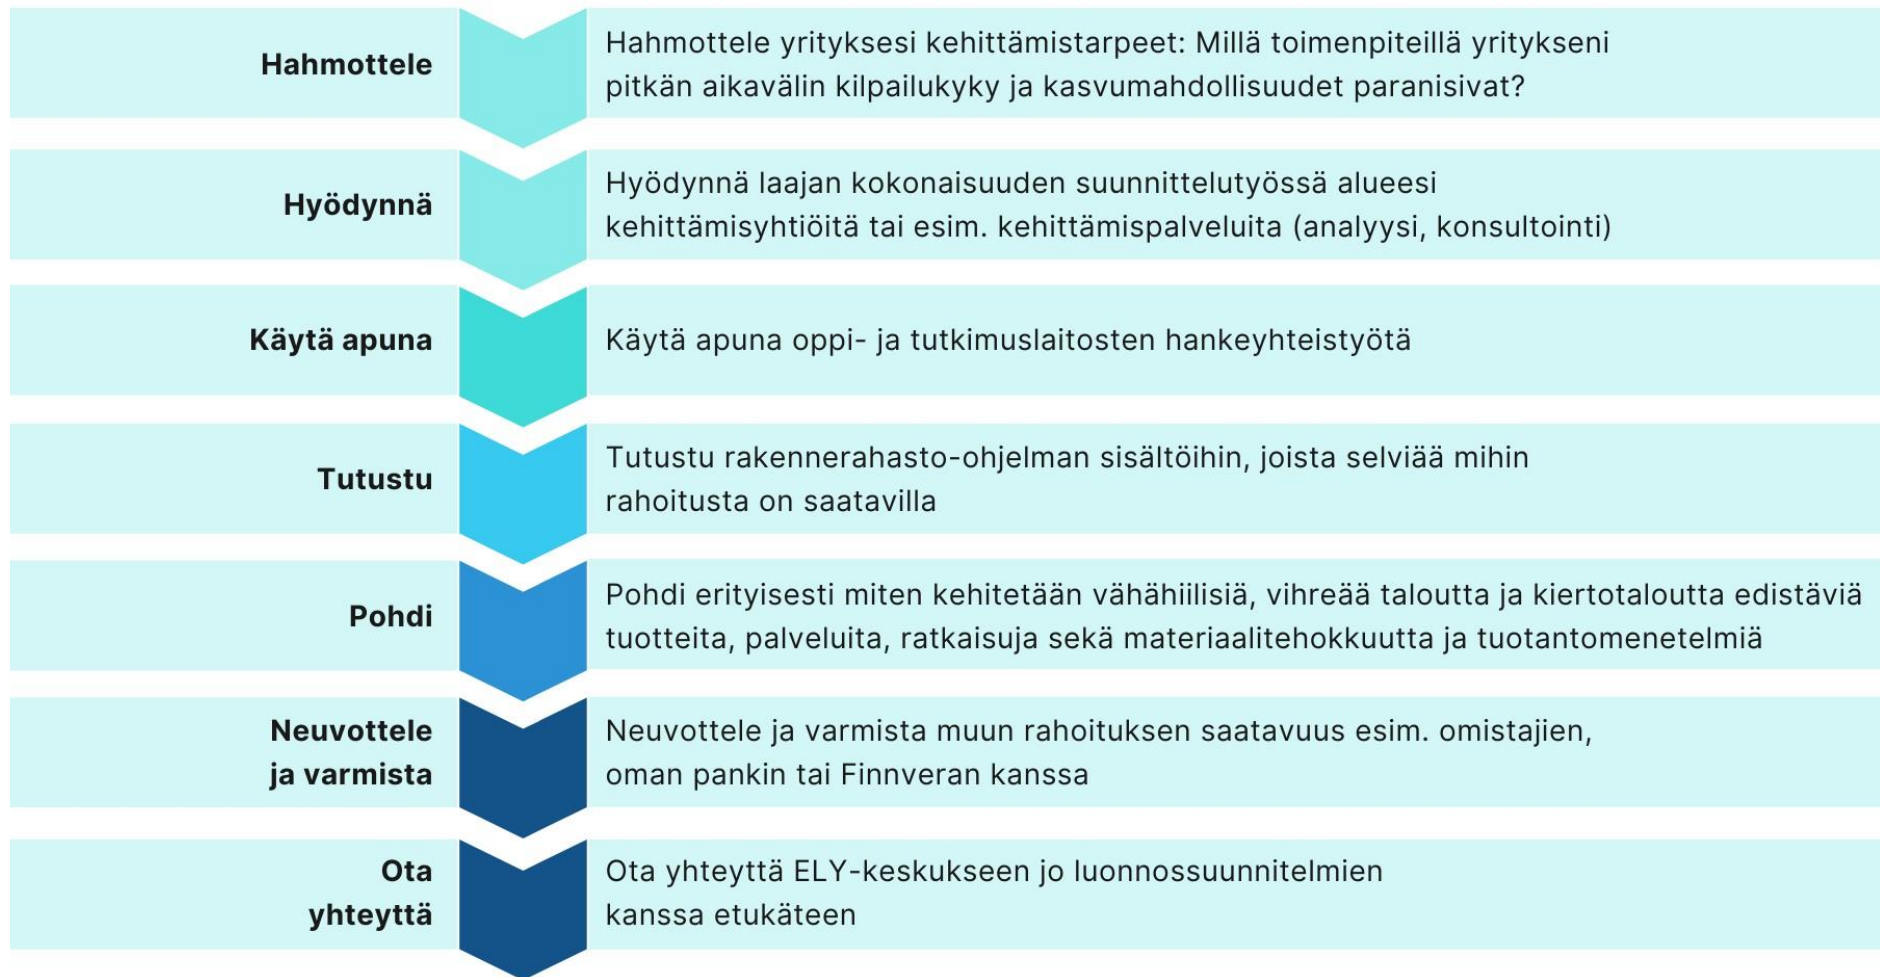 Hahmottele
Hahmottele yrityksesi kehittämistarpeet: Millä toimenpiteillä yritykseni
pitkän aikavälin kilpailukyky ja kasvumahdollisuudet paranisivat?
Hyödynnä
Hyödynnä laajan kokonaisuuden suunnittelutyössä alueesi
kehittämisyhtiöitä tai esim. kehittämispalveluita (analyysi, konsultointi)
Käytä apuna
Käytä apuna oppi- ja tutkimuslaitosten hankeyhteistyötä
Tutustu
Tutustu rakennerahasto-ohjelman sisältöihin, joista selviää mihin
rahoitusta on saatavilla
Pohdi
Pohdi erityisesti miten kehitetään vähähiilisiä, vihreää taloutta ja kiertotaloutta edistäviä
tuotteita, palveluita, ratkaisuja sekä materiaalitehokkuutta ja tuotantomenetelmiä
Neuvottele
ja varmista
Neuvottele ja varmista muun rahoituksen saatavuus esim. omistajien,
oman pankin tai Finnveran kanssa
Ota
yhteyttä
Ota yhteyttä ELY-keskukseen jo luonnossuunnitelmien
kanssa etukäteen